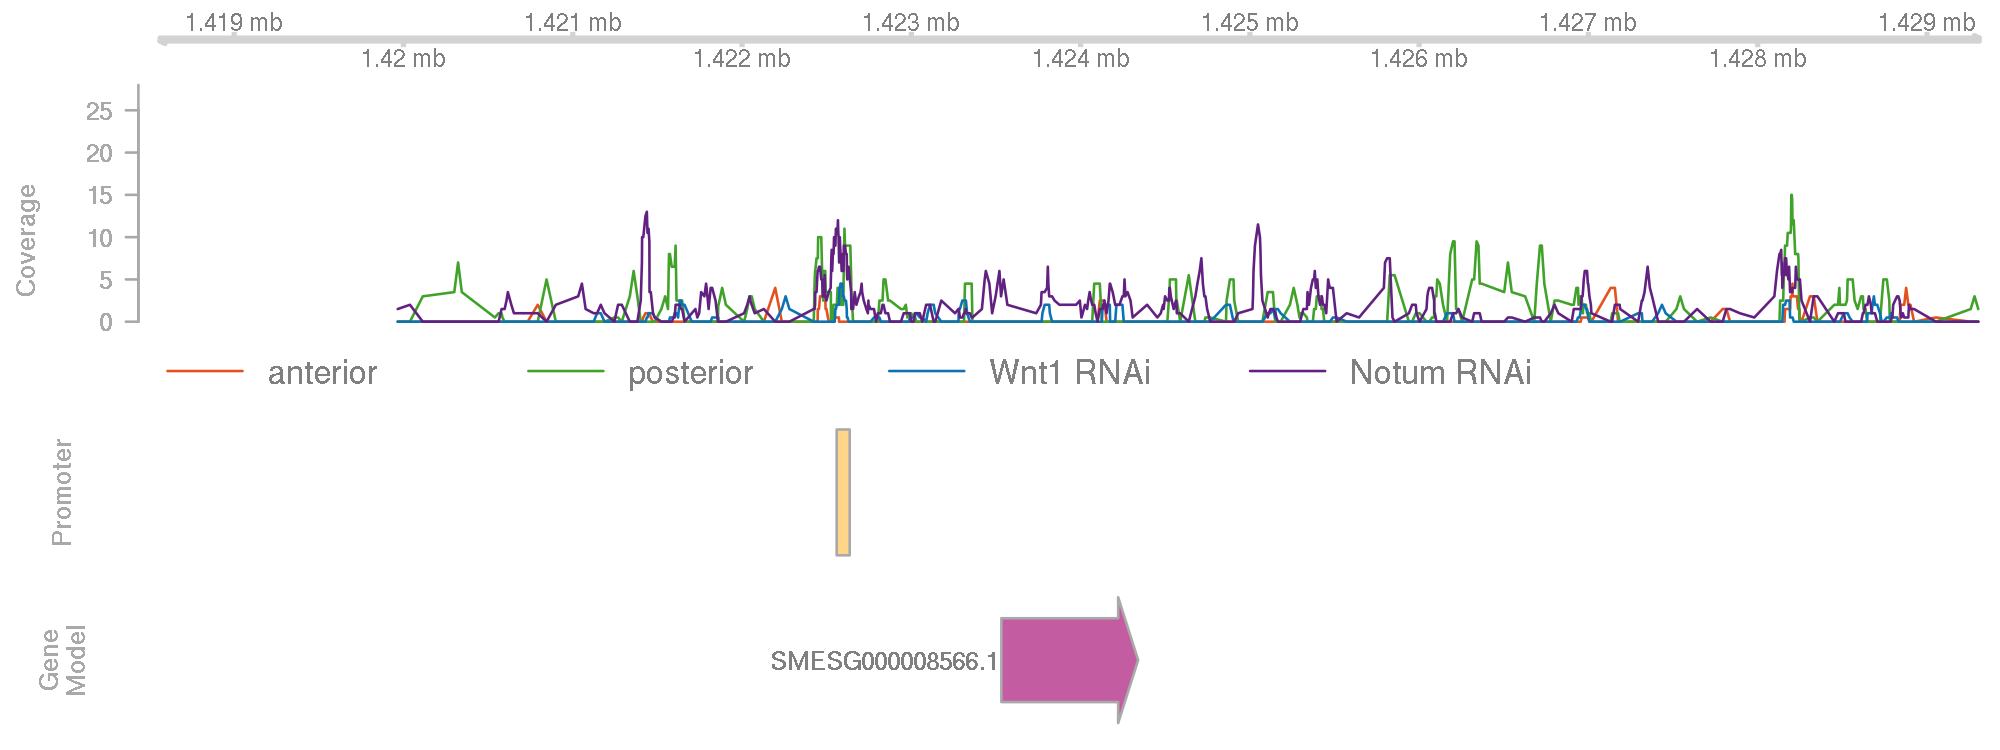 1.419 mb 1.421 mb 1.423 mb 1.425 mb 1.427 mb 1.429 mb
1.42 mb 1.422 mb 1.424 mb 1.426 mb 1.428 mb
Coverage
25
20
15
10
5
0
anterior posterior Wnt1 RNAi Notum RNAi
Promoter
Gene
Model
SMESG000008566.1